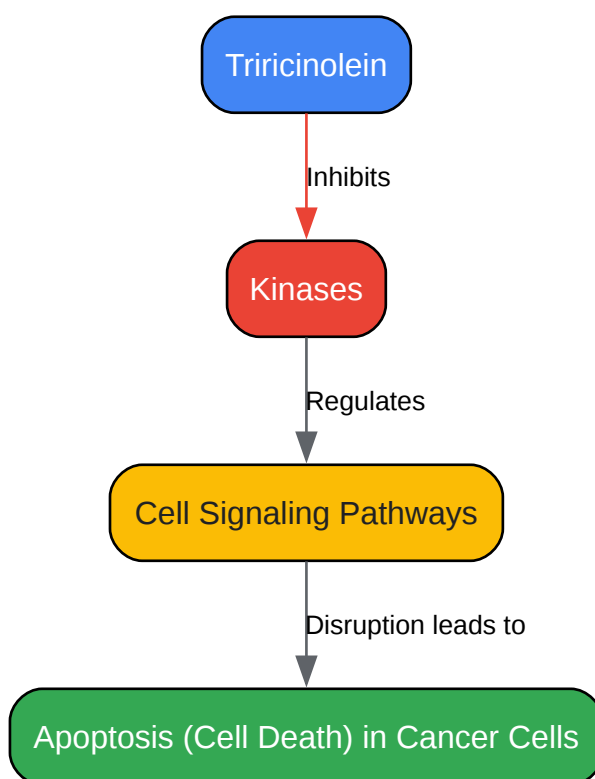 Triricinolein
Inhibits
Kinases
Regulates
Cell Signaling Pathways
Disruption leads to
Apoptosis (Cell Death) in Cancer Cells